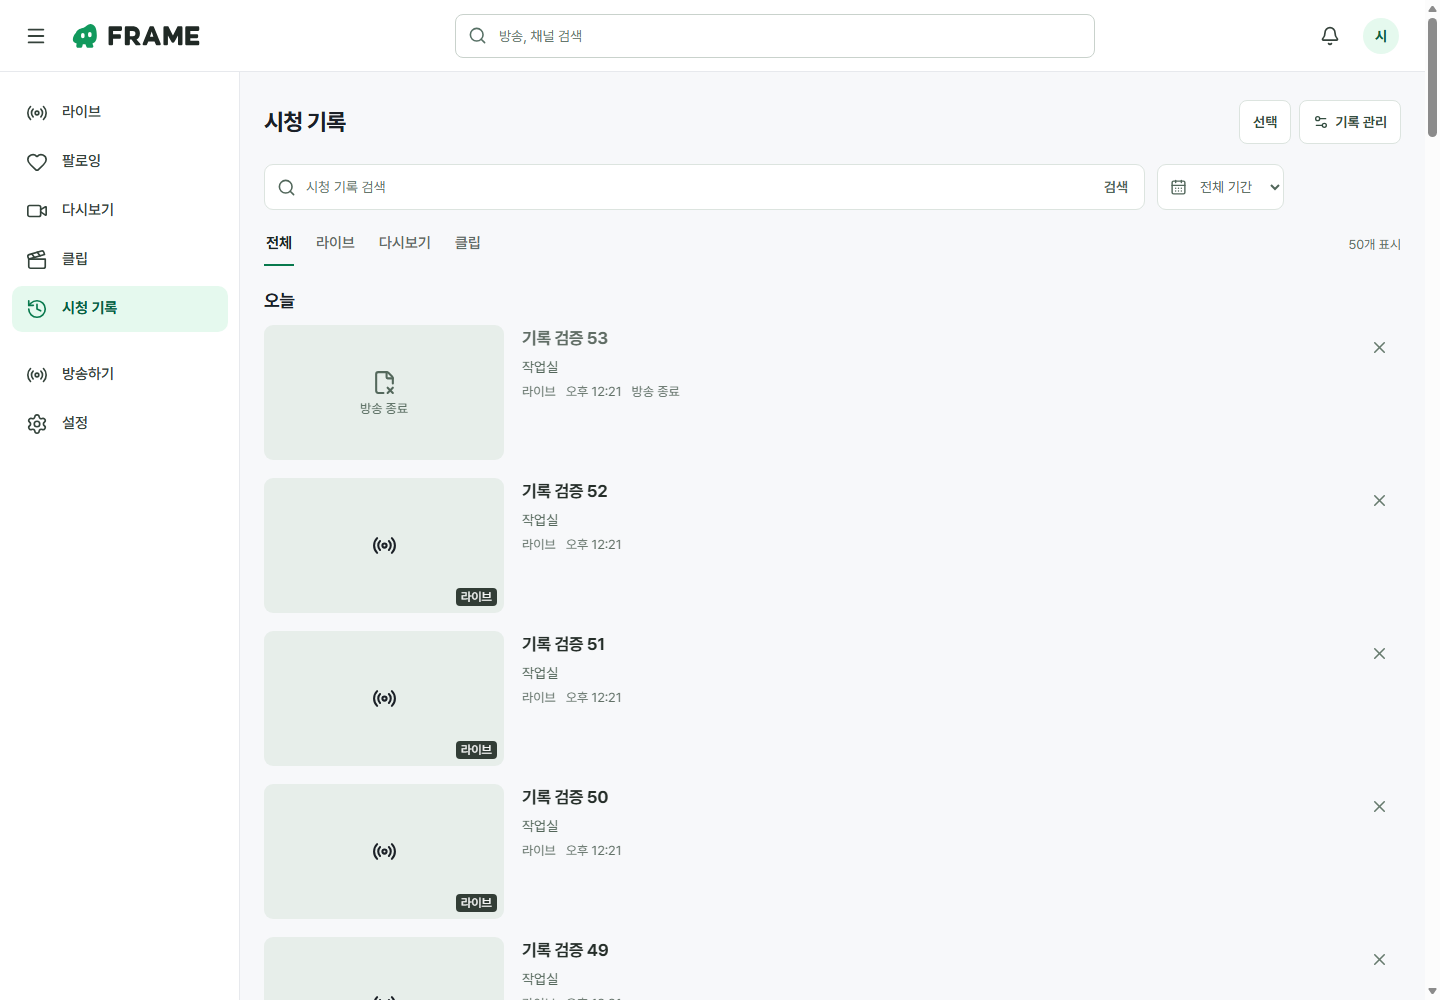 FRAME
방송, 채널 검색
시
라이브
팔로잉
다시보기
클립
시청 기록
방송하기
설정
시청 기록
선택
기록 관리
시청 기록 검색
검색
전체 기간
전체 라이브 다시보기 클립
50개 표시
오늘
방송 종료
기록 검증 53
작업실
라이브 오후 12:21 방송 종료
라이브
기록 검증 52
작업실
라이브 오후 12:21
라이브
기록 검증 51
작업실
라이브 오후 12:21
라이브
기록 검증 50
작업실
라이브 오후 12:21
기록 검증 49
작업실